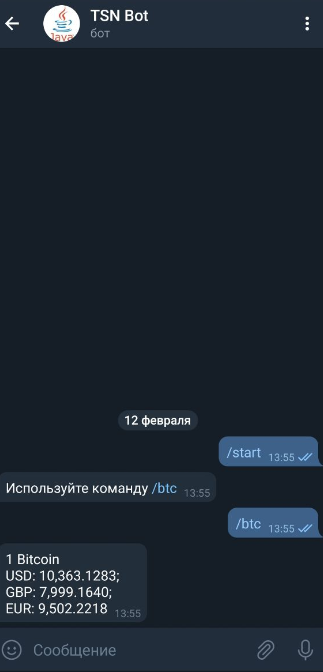 TSN Bot
бот
Java
12 февраля
/start 13:55
Используйте команду /btc 13:55
/btc 13:55
1 Bitcoin
USD: 10,363.1283;
GBP: 7,999.1640;
EUR: 9,502.2218 13:55
Сообщение